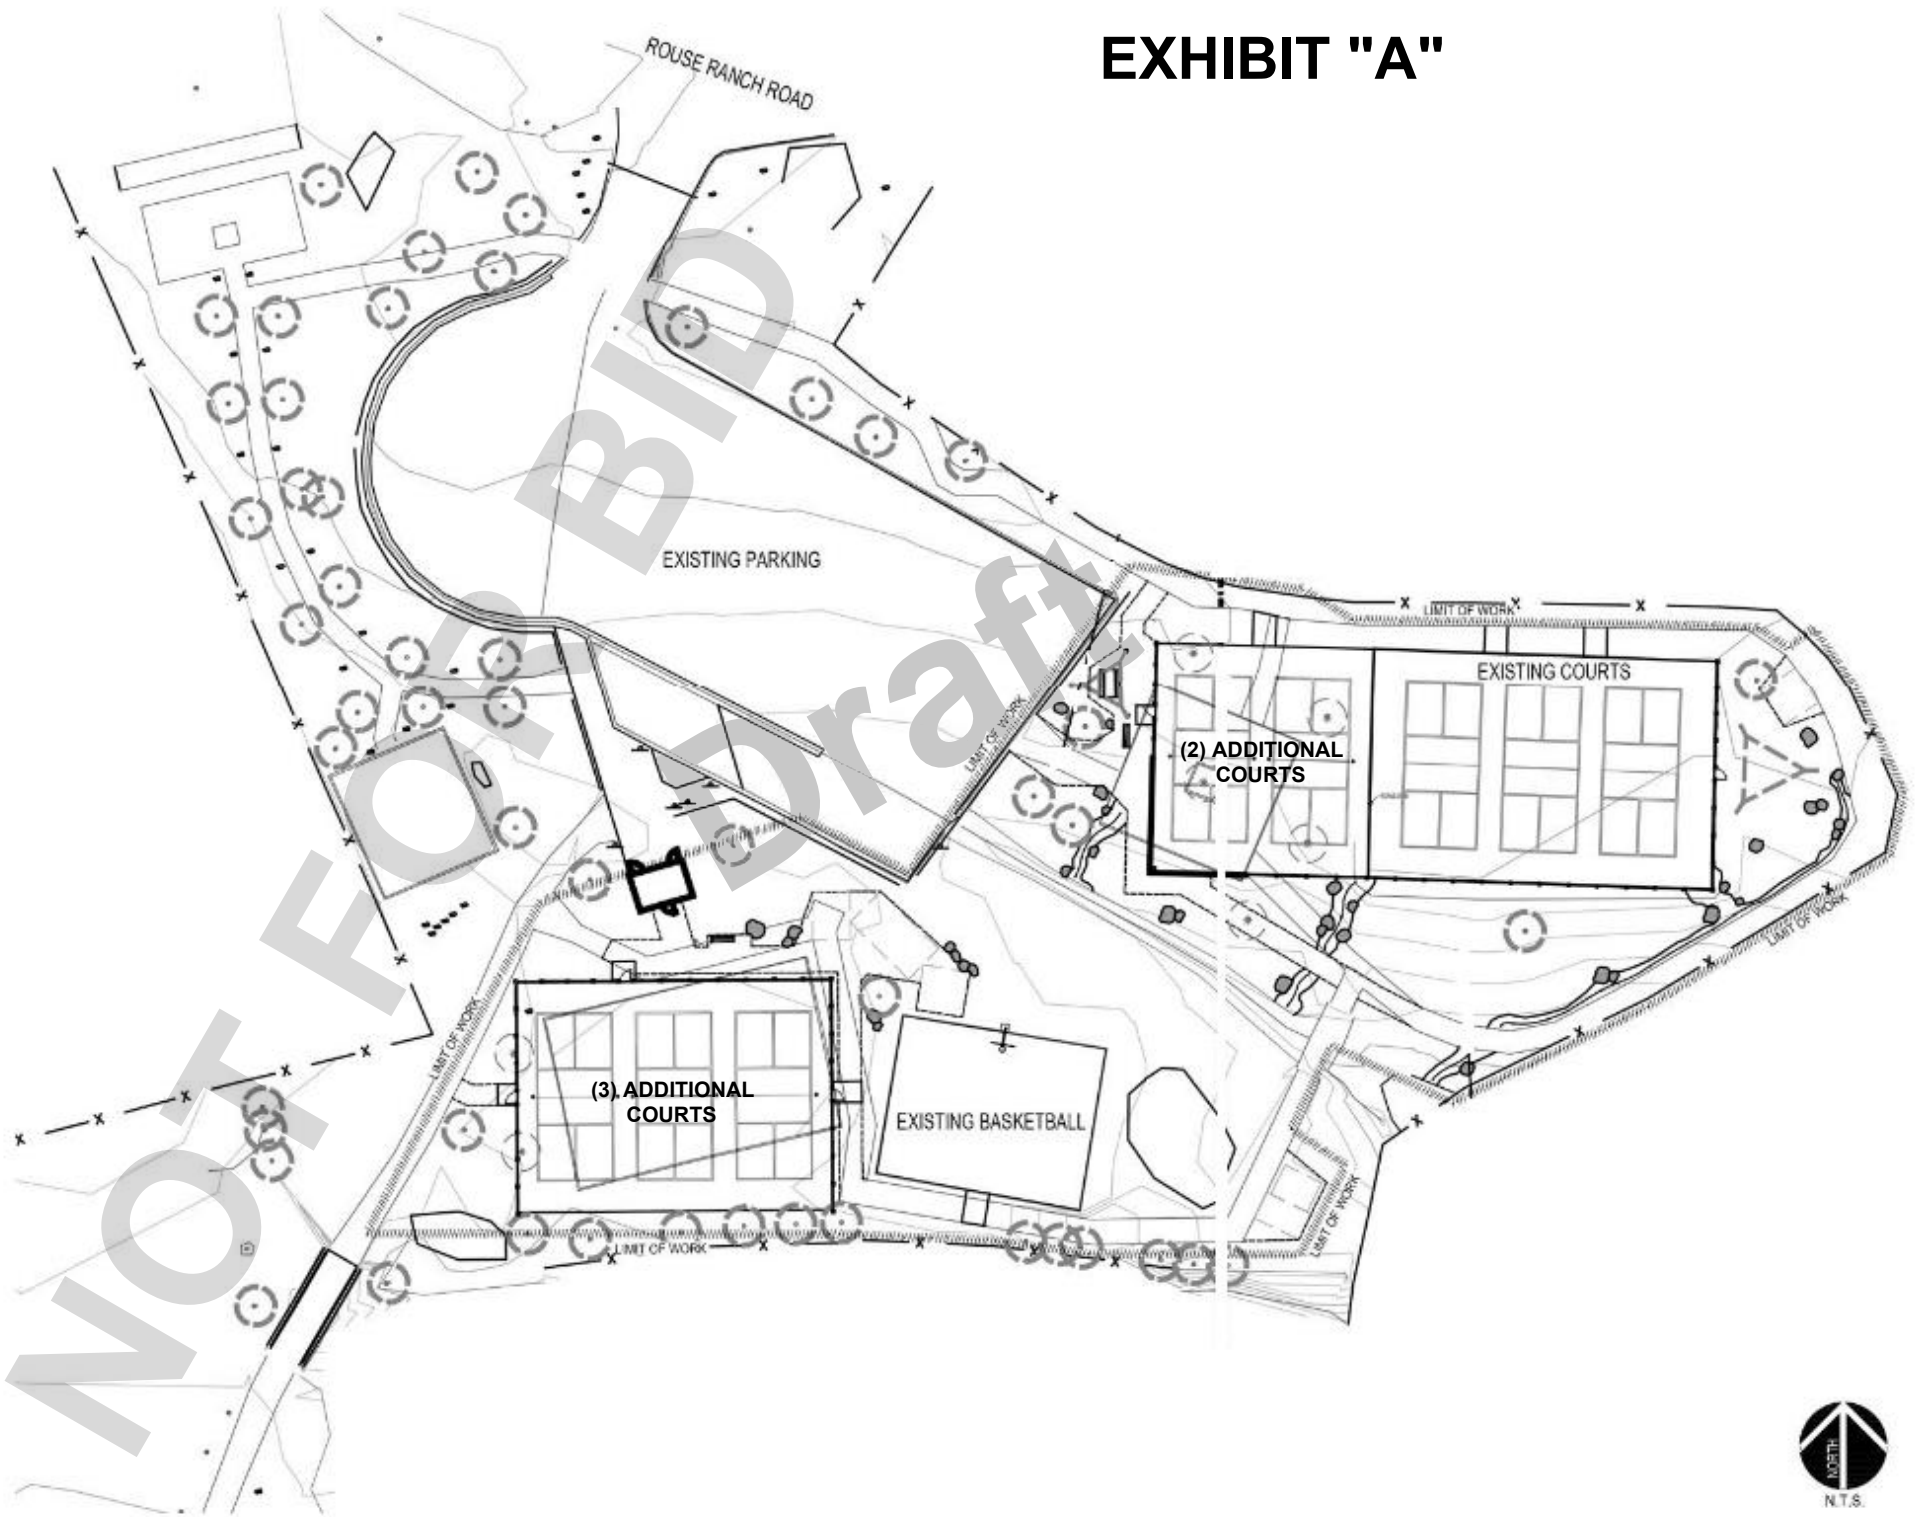 EXHIBIT "A"
ROUSE RANCH ROAD
NOT FOR BID
Draft
EXISTING PARKING
LIMIT OF WORK
EXISTING COURTS
LIMIT OF WORK
(2) ADDITIONAL
COURTS
LIMIT OF WORK
LIMIT OF WORK
(3) ADDITIONAL
COURTS
EXISTING BASKETBALL
LIMIT OF WORK
LIMIT OF WORK
NORTH
N.T.S.